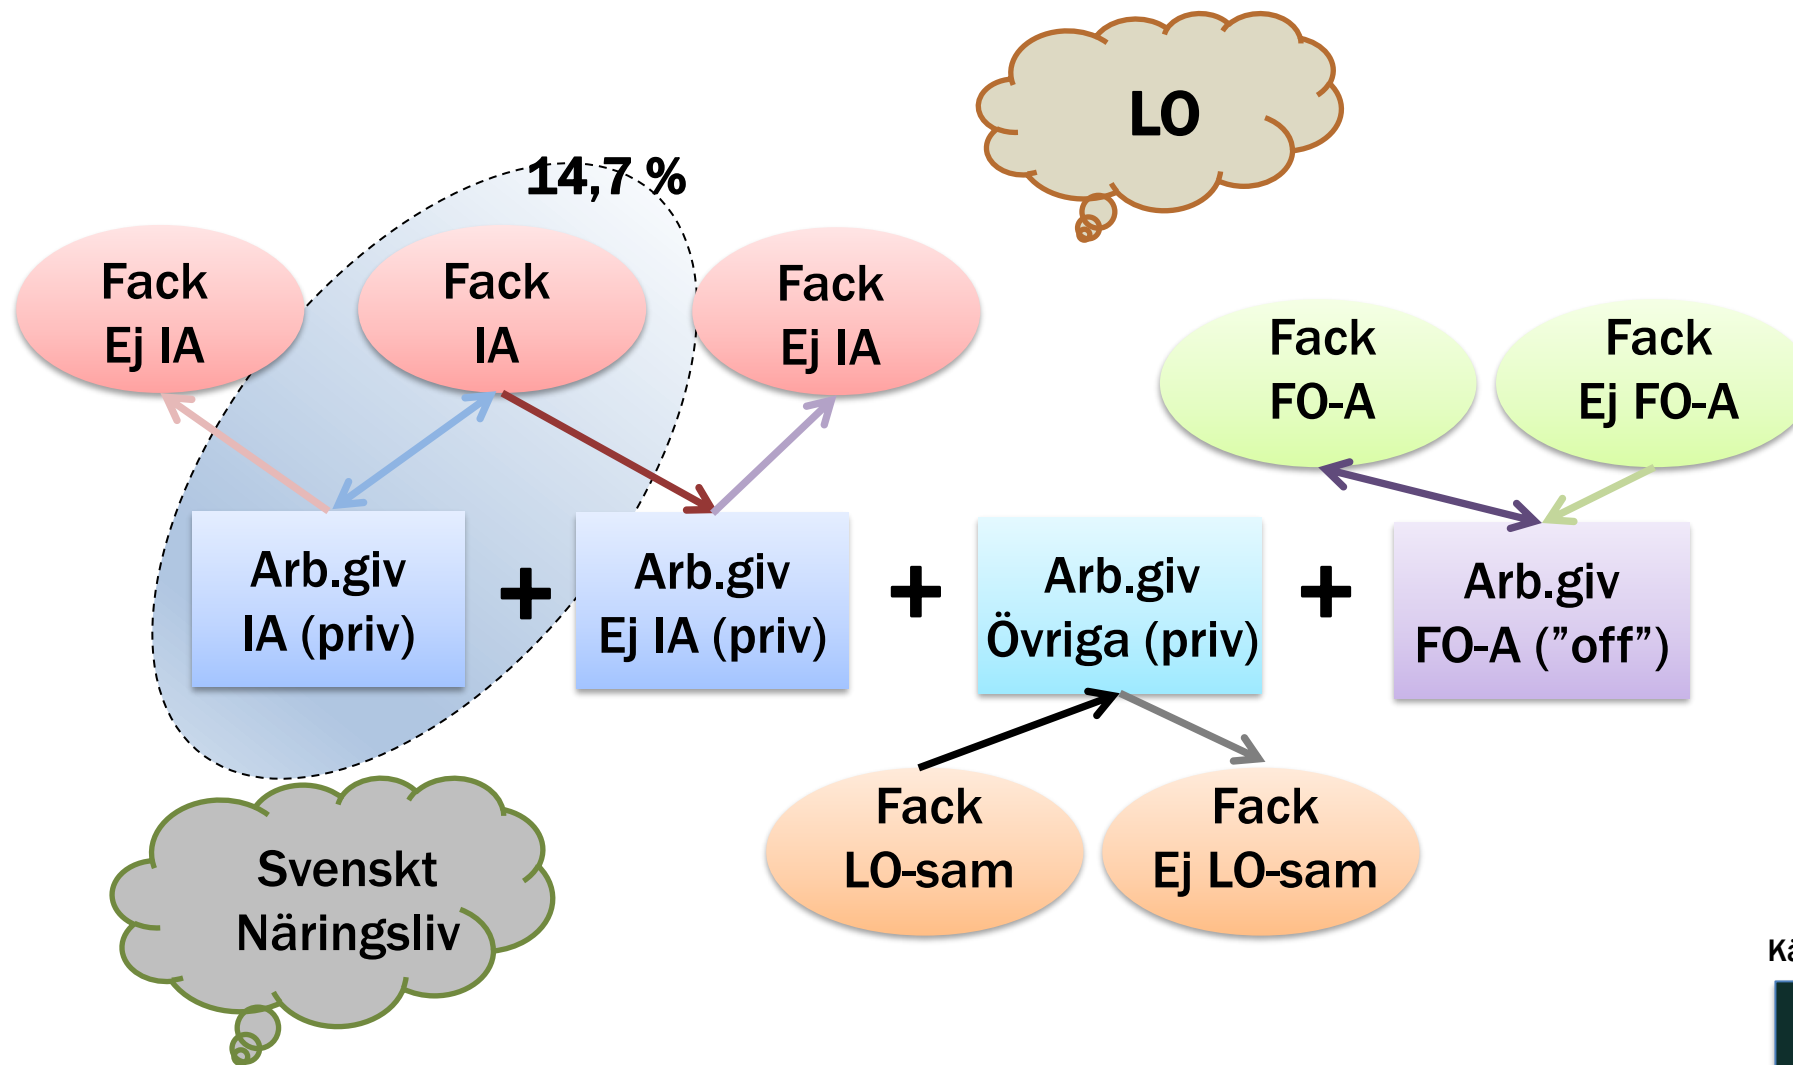 LO
14,7 %
Fack
Ej IA
Fack
IA
Fack
Ej IA
Fack
FO-A
Fack
Ej FO-A
Arb.giv
IA (priv)
+
Arb.giv
Ej IA (priv)
+
Arb.giv
Övriga (priv)
+
Arb.giv
FO-A (”off”)
Fack
LO-sam
Fack
Ej LO-sam
Svenskt
Näringsliv